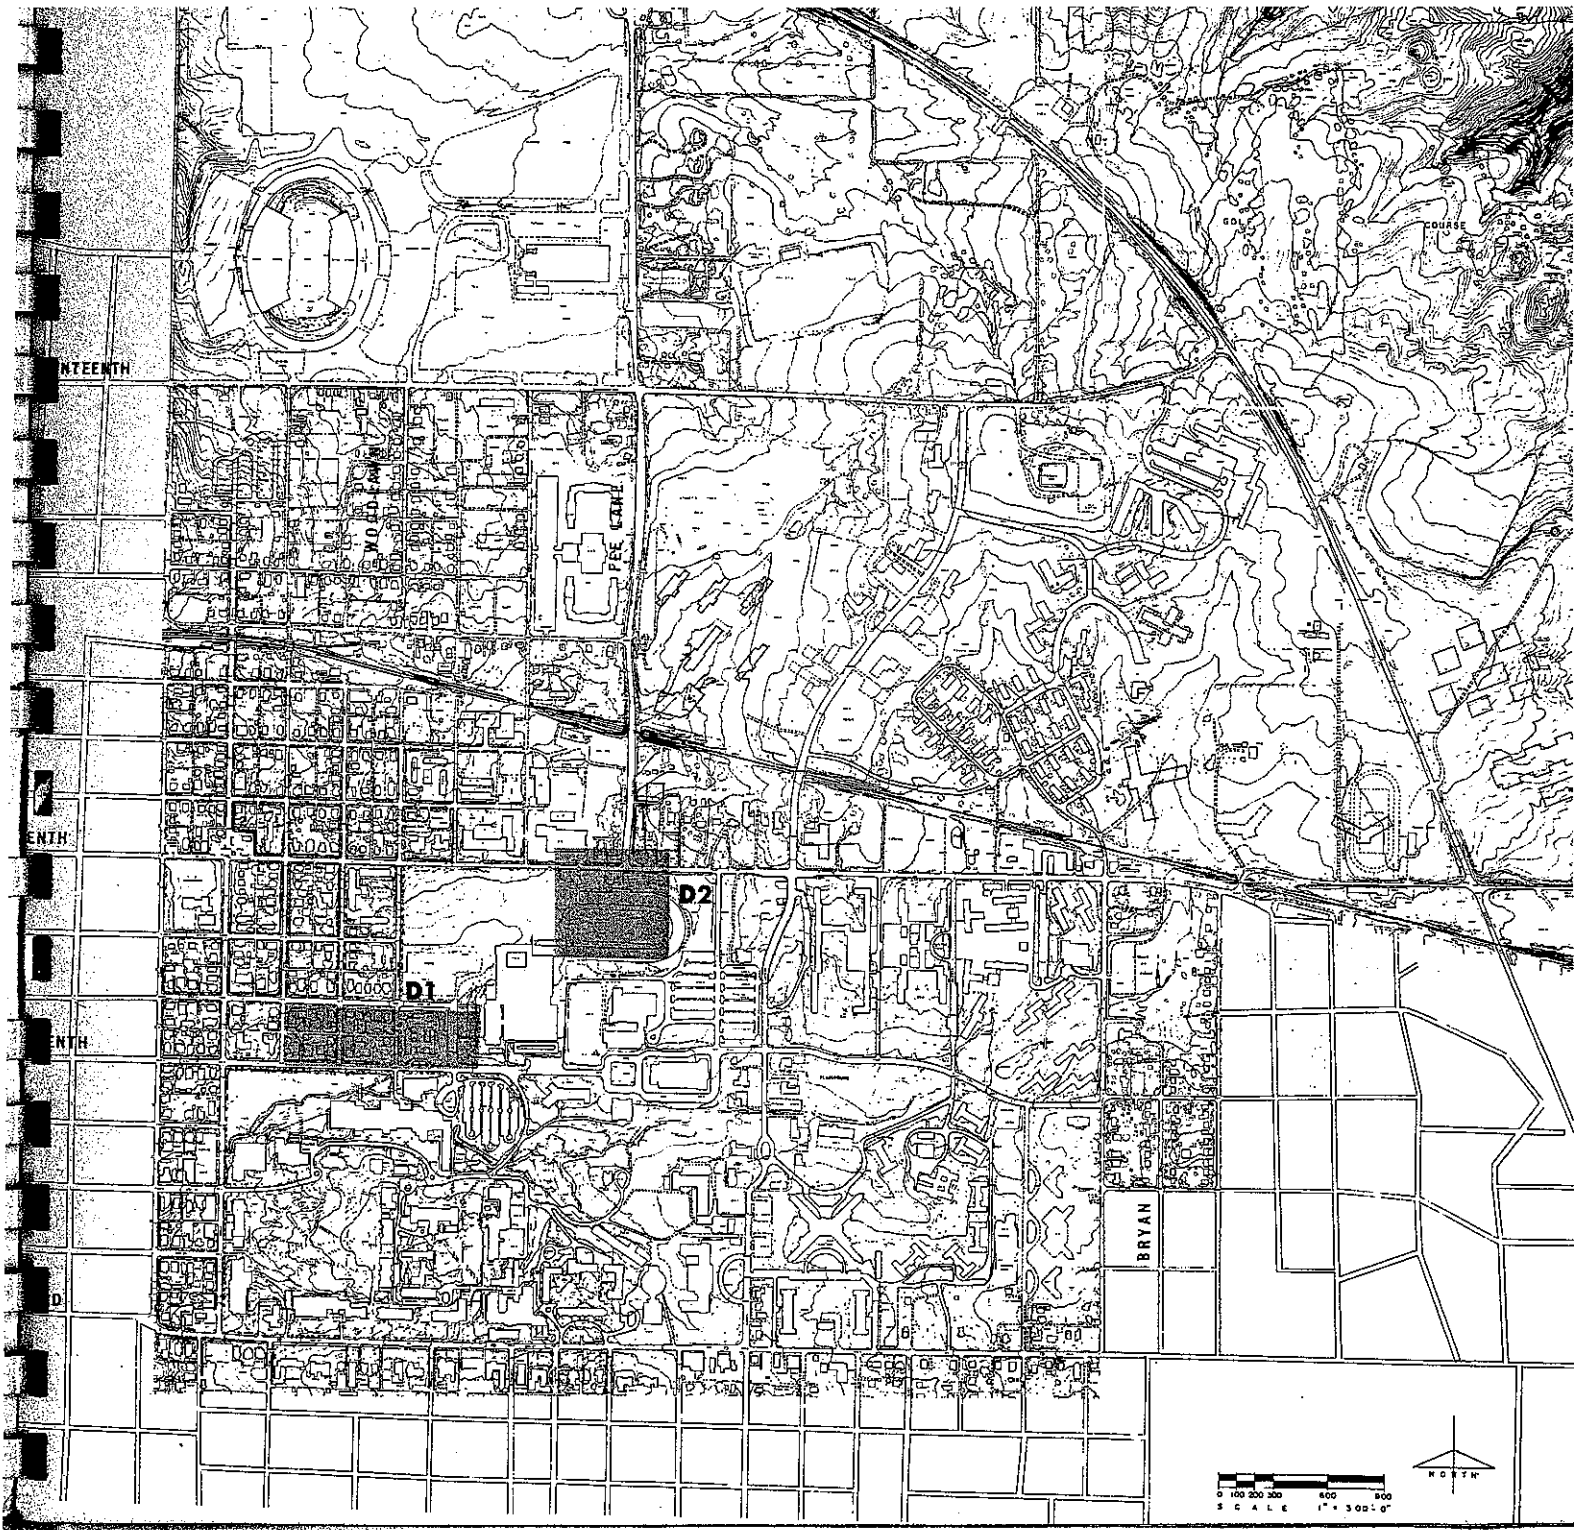 GOLF
COURSE
NTEENTH
WOODLAWN
FEE LANE
ENTH
D2
D1
ENTH
BRYAN
D
NORTH
0 100 200 300 600 900
SCALE 1" = 300'-0"